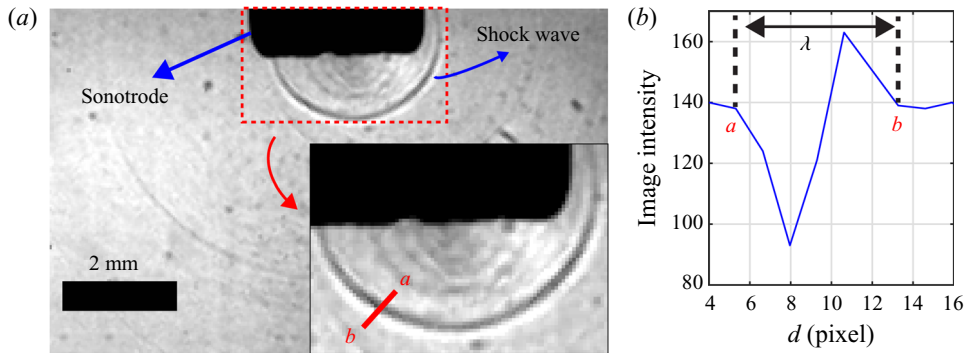 (a)
Shock wave
Sonotrode
2 mm
a
b
(b)
Image intensity
160
140
120
100
80
λ
a
b
4 6 8 10 12 14 16
d (pixel)